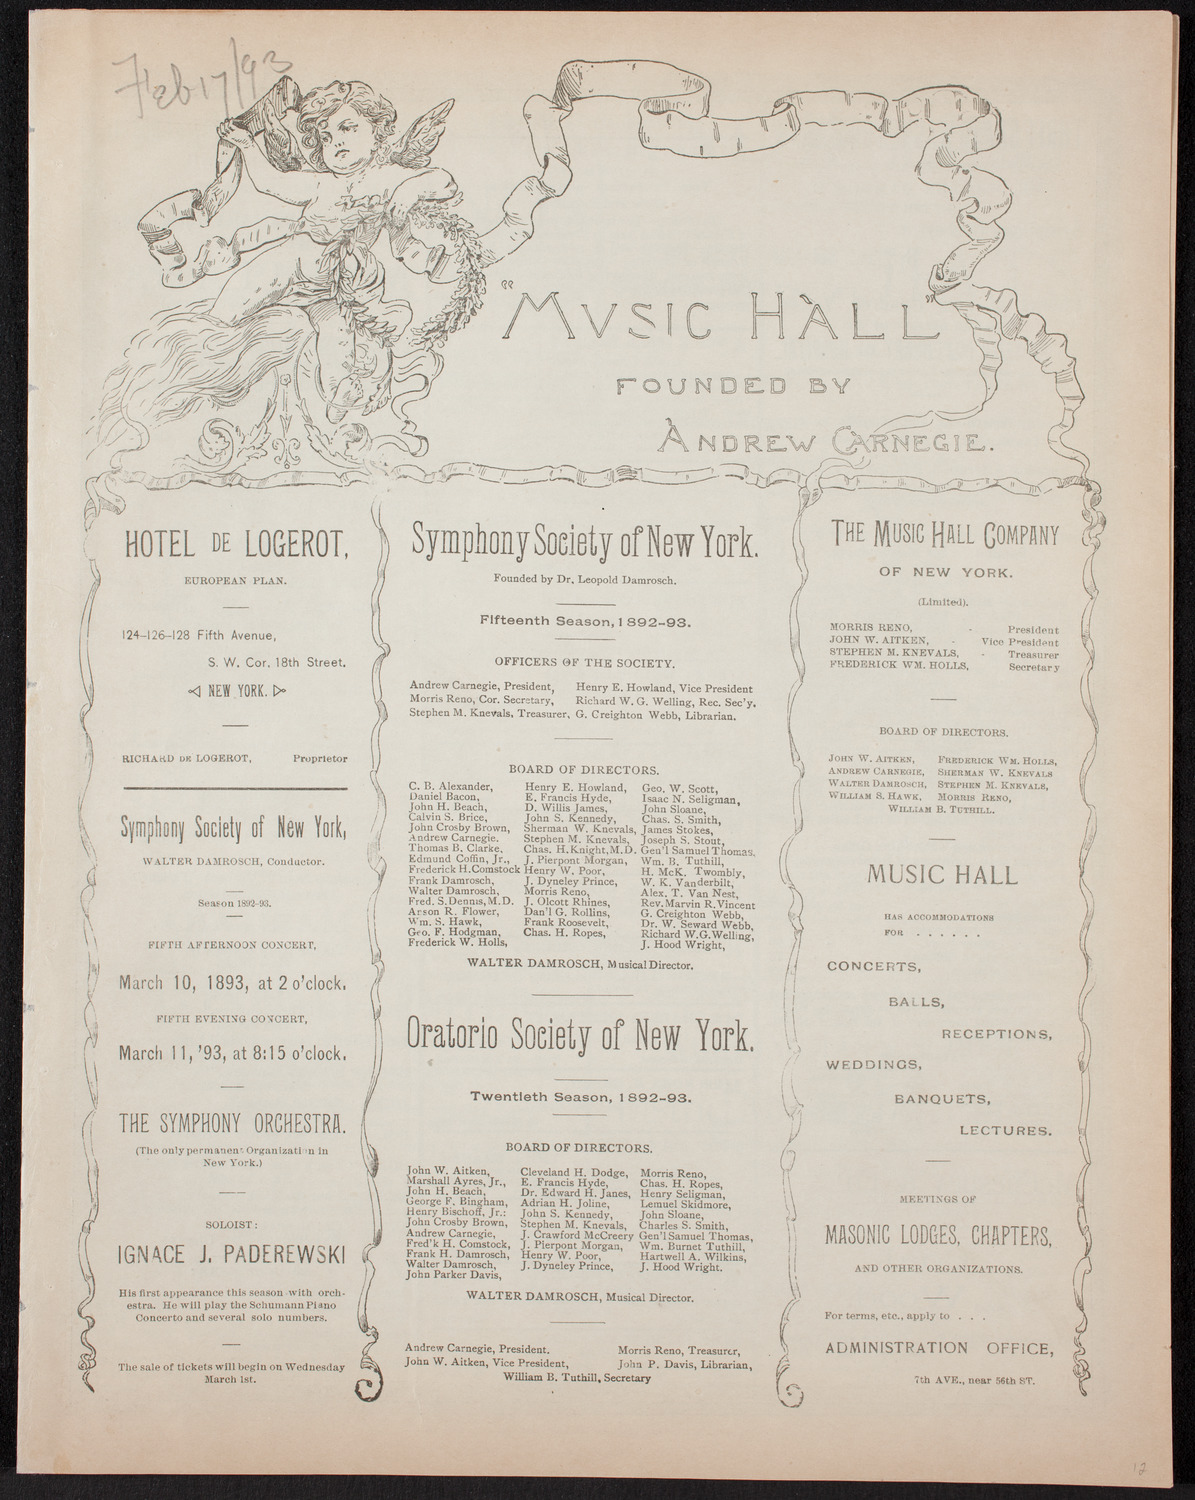 Feb 17/93
"MVSIC HALL"
FOUNDED BY
ANDREW CARNEGIE.
HOTEL DE LOGEROT,
EUROPEAN PLAN.
124–126–128 Fifth Avenue,
S. W. Cor. 18th Street.
NEW YORK.
RICHARD DE LOGEROT, Proprietor
Symphony Society of New York,
WALTER DAMROSCH, Conductor.
Season 1892-93.
FIFTH AFTERNOON CONCERT,
March 10, 1893, at 2 o'clock.
FIFTH EVENING CONCERT,
March 11, '93, at 8:15 o'clock.
THE SYMPHONY ORCHESTRA.
(The only permanent Organization in
New York.)
SOLOIST:
IGNACE J. PADEREWSKI
His first appearance this season with orch-
estra. He will play the Schumann Piano
Concerto and several solo numbers.
The sale of tickets will begin on Wednesday
March 1st.
Symphony Society of New York.
Founded by Dr. Leopold Damrosch.
Fifteenth Season, 1892-93.
OFFICERS OF THE SOCIETY.
Andrew Carnegie, President, Henry E. Howland, Vice President
Morris Reno, Cor. Secretary, Richard W. G. Welling, Rec. Sec'y.
Stephen M. Knevals, Treasurer, G. Creighton Webb, Librarian.
BOARD OF DIRECTORS.
C. B. Alexander, Henry E. Howland, Geo. W. Scott,
Daniel Bacon, E. Francis Hyde, Isaac N. Seligman,
John H. Beach, D. Willis James, John Sloane,
Calvin S. Brice, John S. Kennedy, Chas. S. Smith,
John Crosby Brown, Sherman W. Knevals, James Stokes,
Andrew Carnegie. Stephen M. Knevals, Joseph S. Stout,
Thomas B. Clarke, Chas. H. Knight, M.D. Gen'l Samuel Thomas.
Edmund Coffin, Jr., J. Pierpont Morgan, Wm. B. Tuthill,
Frederick H. Comstock Henry W. Poor, H. McK. Twombly,
Frank Damrosch, J. Dyneley Prince, W. K. Vanderbilt,
Walter Damrosch, Morris Reno, Alex. T. Van Nest,
Fred. S. Dennis, M.D. J. Olcott Rhines, Rev. Marvin R. Vincent
Anson R. Flower, Dan'l G. Rollins, G. Creighton Webb,
Wm. S. Hawk, Frank Roosevelt, Dr. W. Seward Webb,
Geo. F. Hodgman, Chas. H. Ropes, Richard W.G. Welling,
Frederick W. Holls, J. Hood Wright,
WALTER DAMROSCH, Musical Director.
Oratorio Society of New York.
Twentieth Season, 1892-93.
BOARD OF DIRECTORS.
John W. Aitken, Cleveland H. Dodge, Morris Reno,
Marshall Ayres, Jr., E. Francis Hyde, Chas. H. Ropes,
John H. Beach, Dr. Edward H. Janes, Henry Seligman,
George F. Bingham, Adrian H. Joline, Lemuel Skidmore,
Henry Bischoff, Jr.: John S. Kennedy, John Sloane,
John Crosby Brown, Stephen M. Knevals, Charles S. Smith,
Andrew Carnegie, J. Crawford McCreery Gen'l Samuel Thomas,
Fred'k H. Comstock, J. Pierpont Morgan, Wm. Burnet Tuthill,
Frank H. Damrosch, Henry W. Poor, Hartwell A. Wilkins,
Walter Damrosch, J. Dyneley Prince, J. Hood Wright.
John Parker Davis,
WALTER DAMROSCH, Musical Director.
Andrew Carnegie, President. Morris Reno, Treasurer,
John W. Aitken, Vice President, John P. Davis, Librarian,
William B. Tuthill, Secretary
THE MUSIC HALL COMPANY
OF NEW YORK.
(Limited).
MORRIS RENO, - President
JOHN W. AITKEN, - Vice President
STEPHEN M. KNEVALS, - Treasurer
FREDERICK WM. HOLLS, Secretary
BOARD OF DIRECTORS.
JOHN W. AITKEN, FREDERICK WM. HOLLS,
ANDREW CARNEGIE, SHERMAN W. KNEVALS
WALTER DAMROSCH, STEPHEN M. KNEVALS,
WILLIAM S. HAWK, MORRIS RENO,
WILLIAM B. TUTHILL.
MUSIC HALL
HAS ACCOMMODATIONS
FOR . . . . . .
CONCERTS,
BALLS,
RECEPTIONS,
WEDDINGS,
BANQUETS,
LECTURES.
MEETINGS OF
MASONIC LODGES, CHAPTERS,
AND OTHER ORGANIZATIONS.
For terms, etc., apply to . . .
ADMINISTRATION OFFICE,
7th AVE., near 56th ST.
12